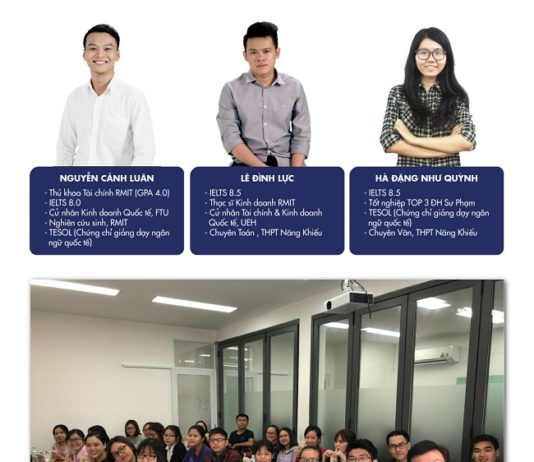 NGUYỄN CẢNH LUÂN
- Thủ khoa Tài chính RMIT (GPA 4.0)
- IELTS 8.0
- Cử nhân Kinh doanh Quốc tế, FTU
- Nghiên cứu sinh, RMIT
- TESOL (Chứng chỉ giảng dạy ngôn
ngữ quốc tế)
LÊ ĐÌNH LỰC
- IELTS 8.5
- Thạc sĩ Kinh doanh RMIT
- Cử nhân Tài chính & Kinh doanh
Quốc tế, UEH
- Chuyên Toán , THPT Năng Khiếu
HÀ ĐẶNG NHƯ QUỲNH
- IELTS 8.5
- Tốt nghiệp TOP 3 ĐH Sư Phạm
- TESOL (Chứng chỉ giảng dạy ngôn
ngữ quốc tế)
- Chuyên Văn, THPT Năng Khiếu